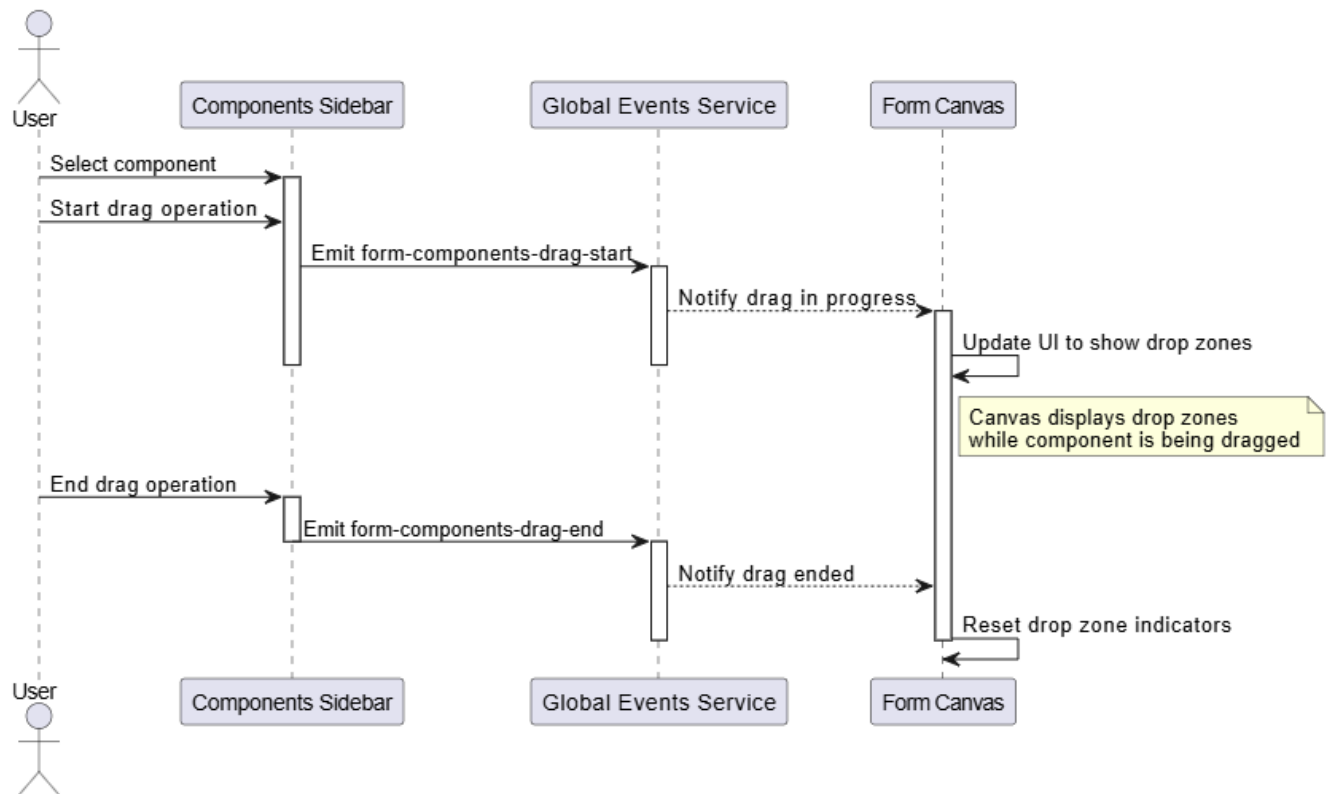 User
Components Sidebar
Global Events Service
Form Canvas
Select component
Start drag operation
Emit form-components-drag-start
Notify drag in progress
Update UI to show drop zones
Canvas displays drop zones
while component is being dragged
End drag operation
Emit form-components-drag-end
Notify drag ended
Reset drop zone indicators
User
Components Sidebar
Global Events Service
Form Canvas